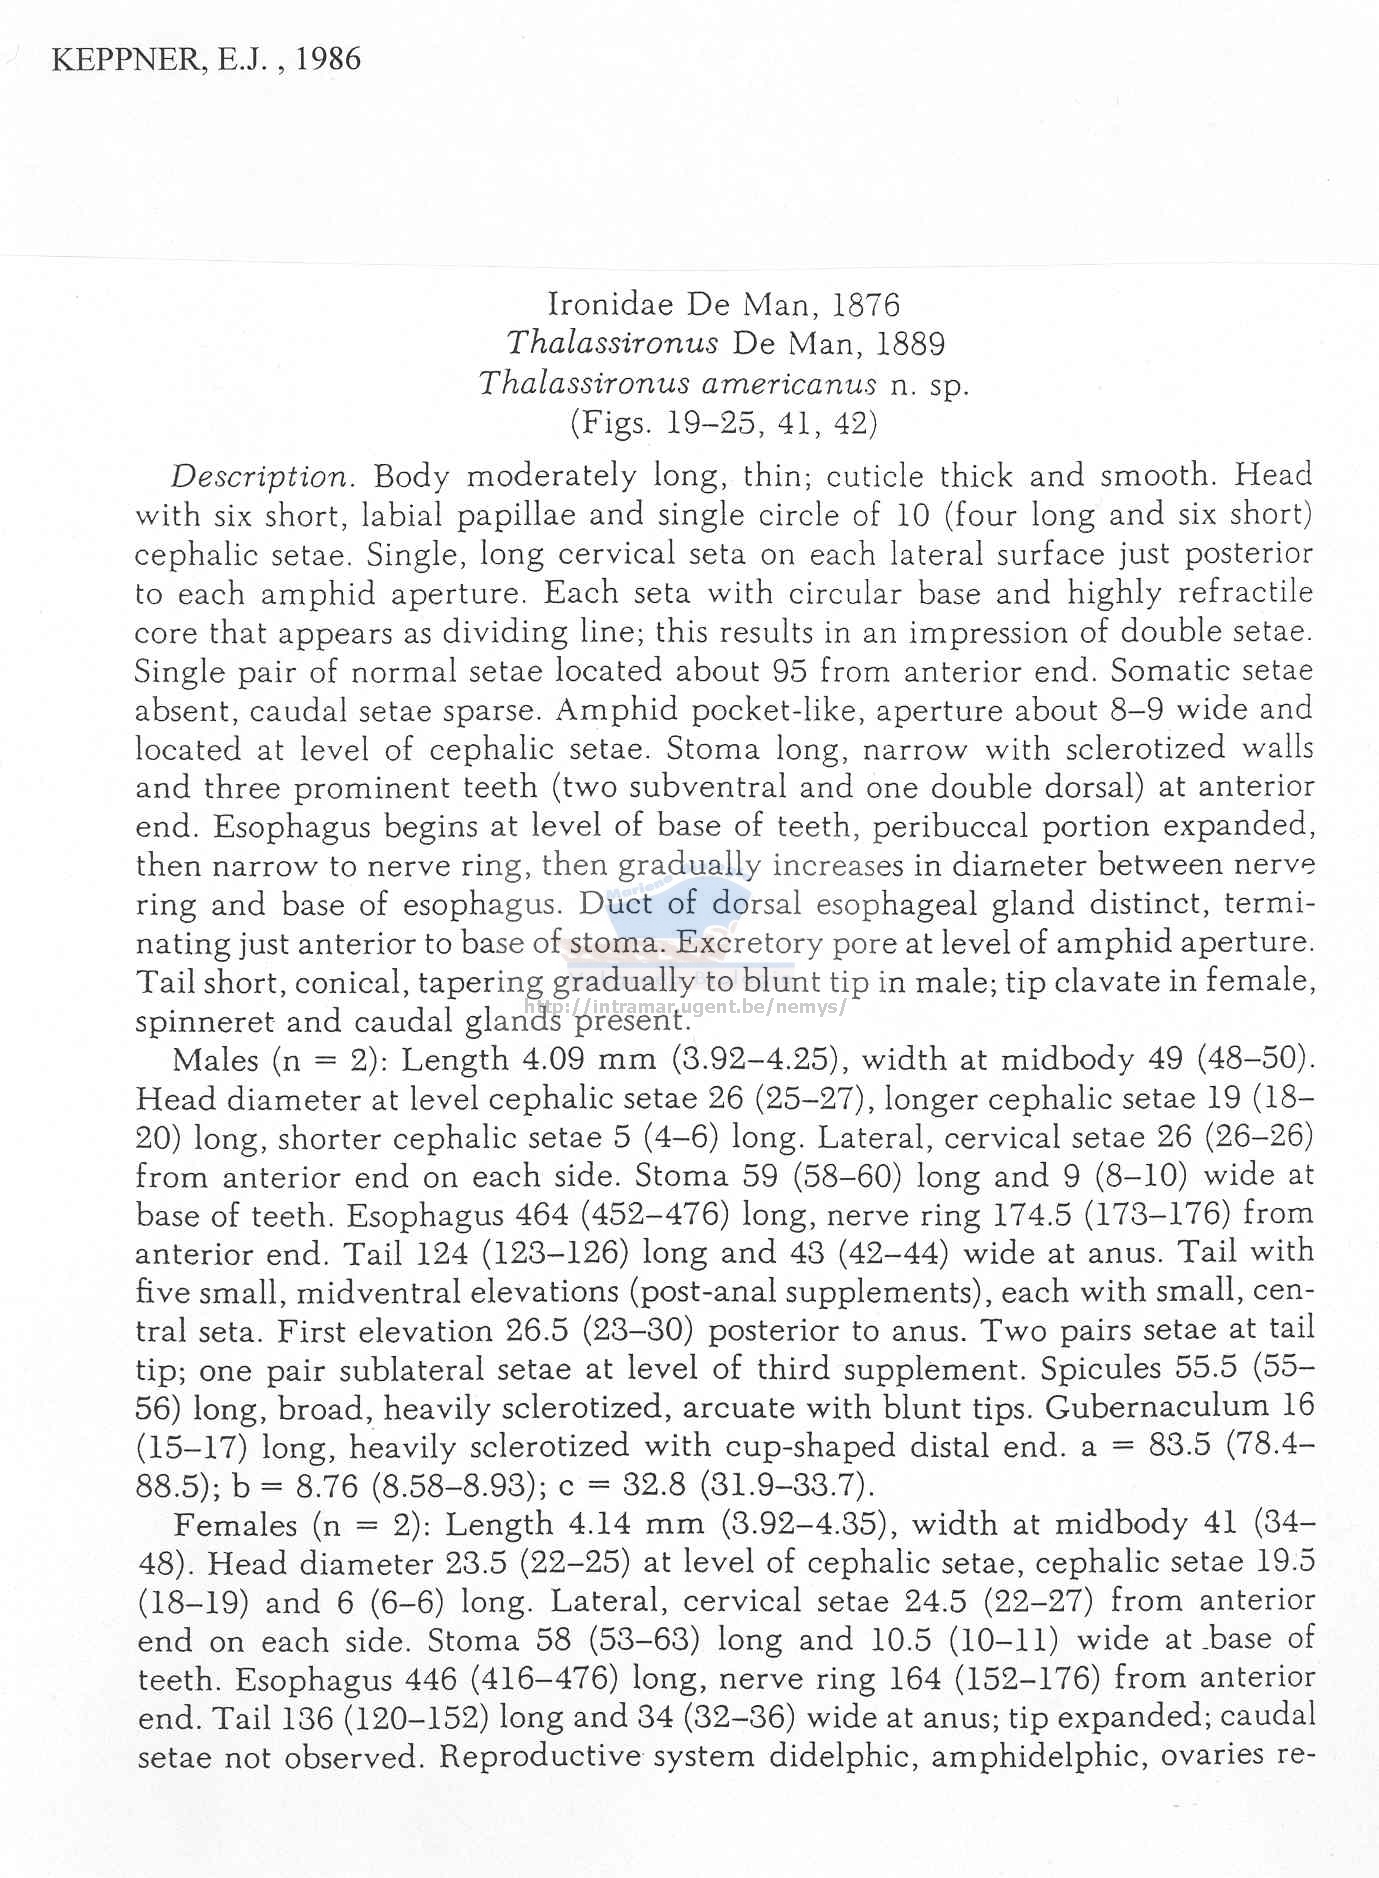 KEPPNER, E.J. , 1986
Ironidae De Man, 1876
Thalassironus De Man, 1889
Thalassironus americanus n. sp.
(Figs. 19–25, 41, 42)
Description. Body moderately long, thin; cuticle thick and smooth. Head
with six short, labial papillae and single circle of 10 (four long and six short)
cephalic setae. Single, long cervical seta on each lateral surface just posterior
to each amphid aperture. Each seta with circular base and highly refractile
core that appears as dividing line; this results in an impression of double setae.
Single pair of normal setae located about 95 from anterior end. Somatic setae
absent, caudal setae sparse. Amphid pocket-like, aperture about 8–9 wide and
located at level of cephalic setae. Stoma long, narrow with sclerotized walls
and three prominent teeth (two subventral and one double dorsal) at anterior
end. Esophagus begins at level of base of teeth, peribuccal portion expanded,
then narrow to nerve ring, then gradually increases in diameter between nerve
ring and base of esophagus. Duct of dorsal esophageal gland distinct, termi-
nating just anterior to base of stoma. Excretory pore at level of amphid aperture.
Tail short, conical, tapering gradually to blunt tip in male; tip clavate in female,
http://intramar.ugent.be/nemys/
spinneret and caudal glands present.
Males (n = 2): Length 4.09 mm (3.92–4.25), width at midbody 49 (48–50).
Head diameter at level cephalic setae 26 (25–27), longer cephalic setae 19 (18–
20) long, shorter cephalic setae 5 (4–6) long. Lateral, cervical setae 26 (26–26)
from anterior end on each side. Stoma 59 (58–60) long and 9 (8–10) wide at
base of teeth. Esophagus 464 (452–476) long, nerve ring 174.5 (173–176) from
anterior end. Tail 124 (123–126) long and 43 (42–44) wide at anus. Tail with
five small, midventral elevations (post-anal supplements), each with small, cen-
tral seta. First elevation 26.5 (23–30) posterior to anus. Two pairs setae at tail
tip; one pair sublateral setae at level of third supplement. Spicules 55.5 (55–
56) long, broad, heavily sclerotized, arcuate with blunt tips. Gubernaculum 16
(15–17) long, heavily sclerotized with cup-shaped distal end. a = 83.5 (78.4–
88.5); b = 8.76 (8.58–8.93); c = 32.8 (31.9–33.7).
Females (n = 2): Length 4.14 mm (3.92–4.35), width at midbody 41 (34–
48). Head diameter 23.5 (22–25) at level of cephalic setae, cephalic setae 19.5
(18–19) and 6 (6–6) long. Lateral, cervical setae 24.5 (22–27) from anterior
end on each side. Stoma 58 (53–63) long and 10.5 (10–11) wide at base of
teeth. Esophagus 446 (416–476) long, nerve ring 164 (152–176) from anterior
end. Tail 136 (120–152) long and 34 (32–36) wide at anus; tip expanded; caudal
setae not observed. Reproductive system didelphic, amphidelphic, ovaries re-